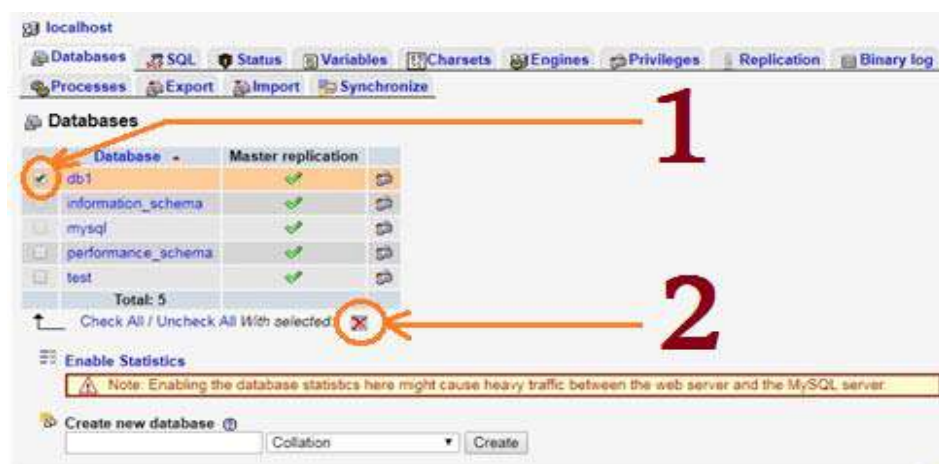 localhost
Databases SQL Status Variables Charsets Engines Privileges Replication Binary log
Processes Export Import Synchronize
Databases
1
Database Master replication
db1
information_schema
mysql
performance_schema
test
Total: 5
2
Check All / Uncheck All With selected:
Enable Statistics
Note: Enabling the database statistics here might cause heavy traffic between the web server and the MySQL server.
Create new database
Collation Create